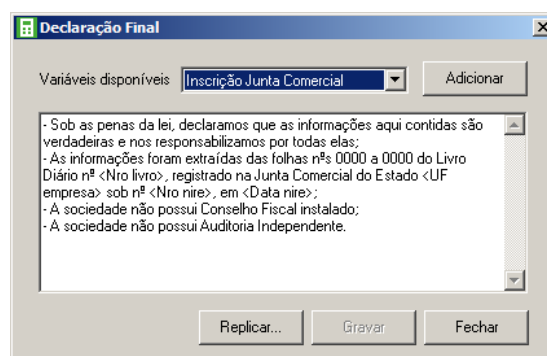 Declaração Final
Variáveis disponíveis Inscrição Junta Comercial Adicionar
- Sob as penas da lei, declaramos que as informações aqui contidas são
verdadeiras e nos responsabilizamos por todas elas;
- As informações foram extraídas das folhas nºs 0000 a 0000 do Livro
Diário nº <Nro livro>, registrado na Junta Comercial do Estado <UF
empresa> sob nº <Nro nire>, em <Data nire>;
- A sociedade não possui Conselho Fiscal instalado;
- A sociedade não possui Auditoria Independente.
Replicar... Gravar Fechar